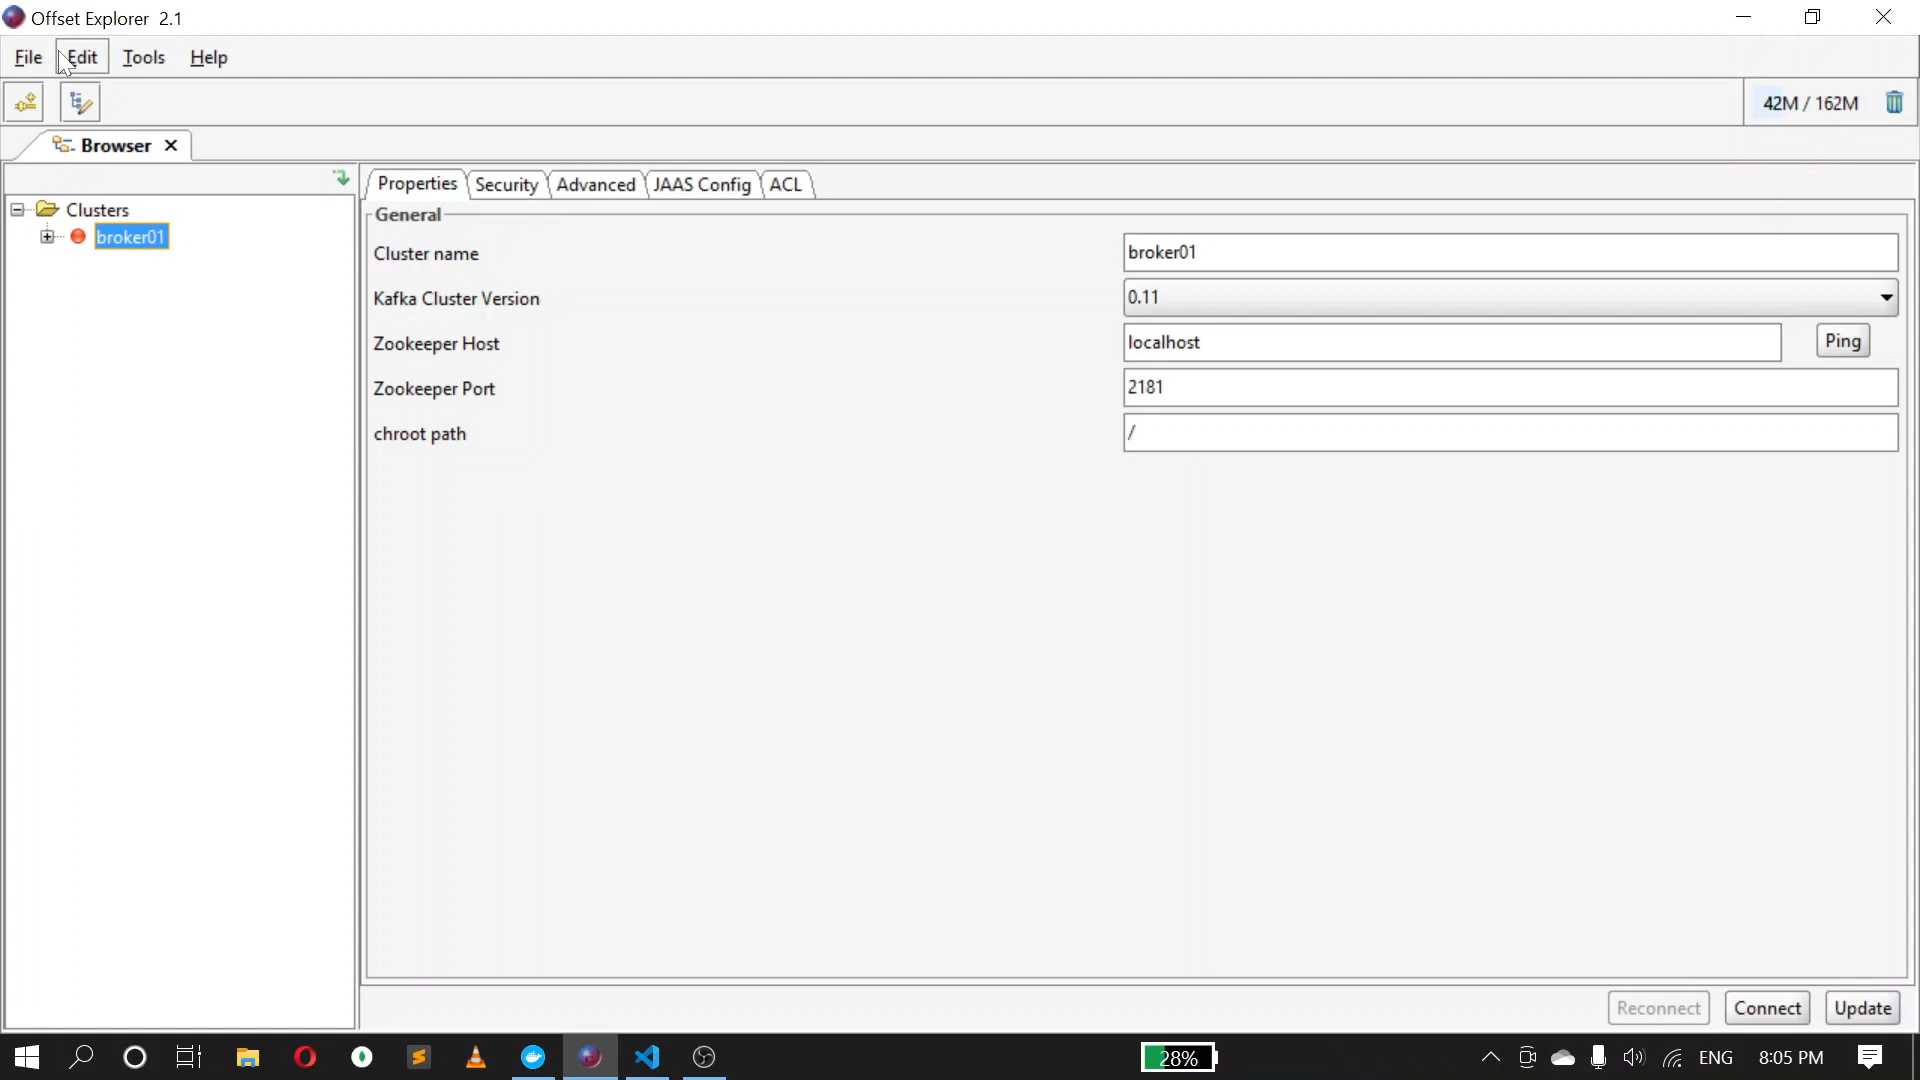 Offset Explorer 2.1
File Edit Tools Help
42M / 162M
Browser
Clusters
broker01
Properties Security Advanced JAAS Config ACL
General
Cluster name broker01
Kafka Cluster Version 0.11
Zookeeper Host localhost Ping
Zookeeper Port 2181
chroot path /
Reconnect Connect Update
28% ENG 8:05 PM